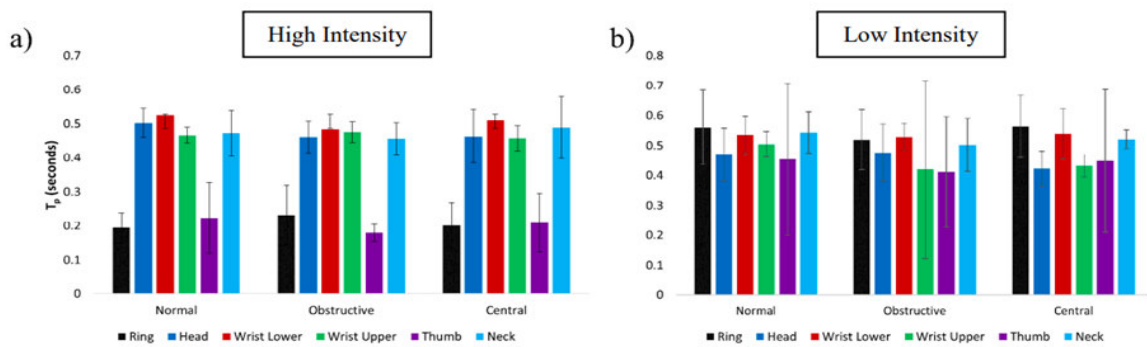 a)
High Intensity
0.7
0.6
0.5
0.4
0.3
0.2
0.1
0
Tp (seconds)
Normal Obstructive Central
Ring Head Wrist Lower Wrist Upper Thumb Neck
b)
Low Intensity
0.8
0.7
0.6
0.5
0.4
0.3
0.2
0.1
0
Normal Obstructive Central
Ring Head Wrist Lower Wrist Upper Thumb Neck